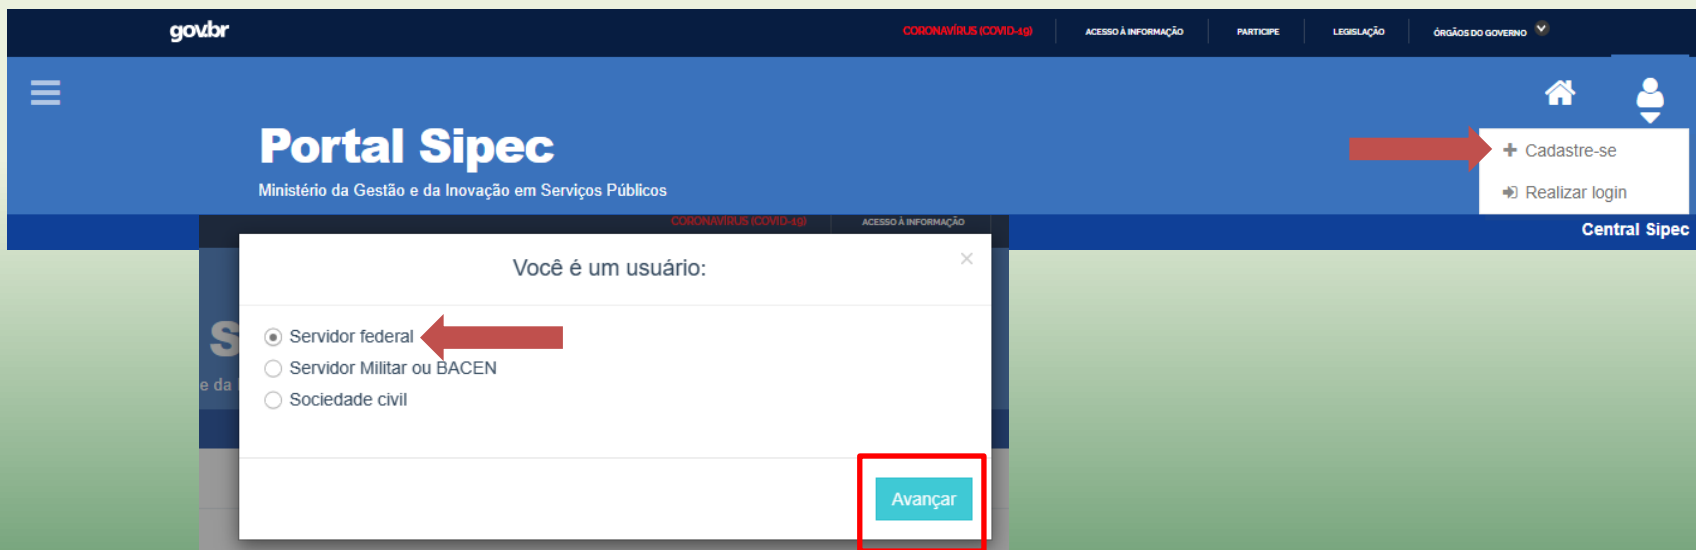 gov.br
CORONAVÍRUS (COVID-19)
ACESSO À INFORMAÇÃO
PARTICIPE
LEGISLAÇÃO
ÓRGÃOS DO GOVERNO
Portal Sipec
Ministério da Gestão e da Inovação em Serviços Públicos
Cadastre-se
Realizar login
Central Sipec
CORONAVÍRUS (COVID-19)
ACESSO À INFORMAÇÃO
S
e da
Você é um usuário:
×
Servidor federal
Servidor Militar ou BACEN
Sociedade civil
Avançar